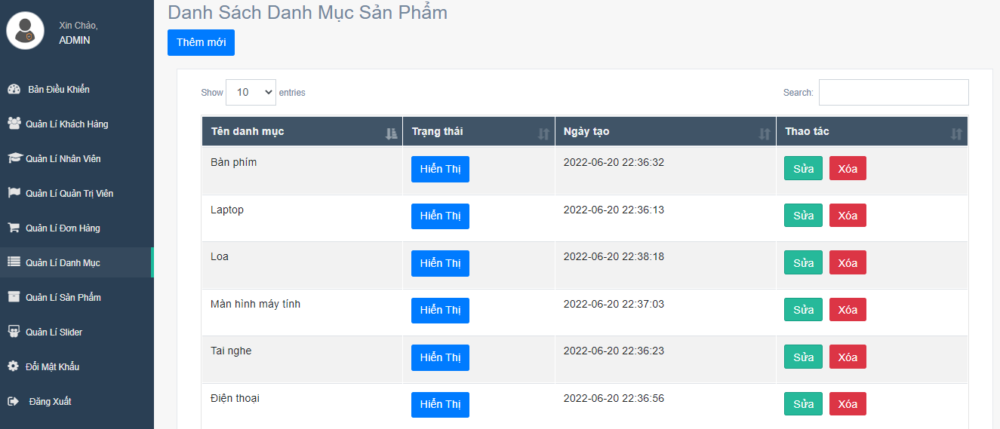 Xin Chào,
ADMIN
Bản Điều Khiển
Quản Lí Khách Hàng
Quản Lí Nhân Viên
Quản Lí Quản Trị Viên
Quản Lí Đơn Hàng
Quản Lí Danh Mục
Quản Lí Sản Phẩm
Quản Lí Slider
Đổi Mật Khẩu
Đăng Xuất
Danh Sách Danh Mục Sản Phẩm
Thêm mới
Show 10 entries Search:
Tên danh mục Trạng thái Ngày tạo Thao tác
Bàn phím Hiển Thị 2022-06-20 22:36:32 Sửa Xóa
Laptop Hiển Thị 2022-06-20 22:36:13 Sửa Xóa
Loa Hiển Thị 2022-06-20 22:38:18 Sửa Xóa
Màn hình máy tính Hiển Thị 2022-06-20 22:37:03 Sửa Xóa
Tai nghe Hiển Thị 2022-06-20 22:36:23 Sửa Xóa
Điện thoại Hiển Thị 2022-06-20 22:36:56 Sửa Xóa